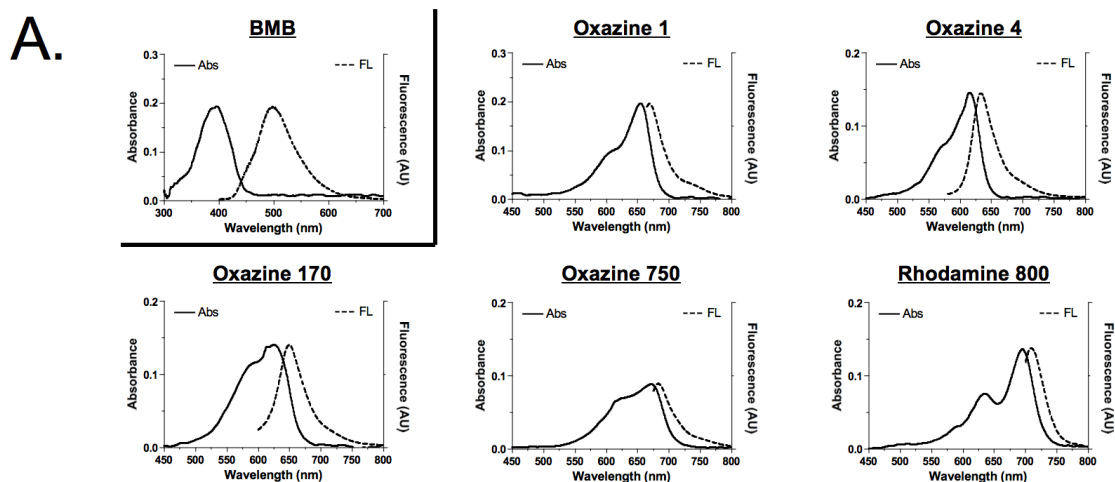 A.
BMB
Abs
FL
Absorbance
Fluorescence (AU)
0.3
0.2
0.1
0.0
300 400 500 600 700
Wavelength (nm)
Oxazine 1
Abs
FL
Absorbance
Fluorescence (AU)
0.3
0.2
0.1
0.0
450 500 550 600 650 700 750 800
Wavelength (nm)
Oxazine 4
Abs
FL
Absorbance
Fluorescence (AU)
0.2
0.1
0.0
450 500 550 600 650 700 750 800
Wavelength (nm)
Oxazine 170
Abs
FL
Absorbance
Fluorescence (AU)
0.2
0.1
0.0
450 500 550 600 650 700 750 800
Wavelength (nm)
Oxazine 750
Abs
FL
Absorbance
Fluorescence (AU)
0.2
0.1
0.0
450 500 550 600 650 700 750 800
Wavelength (nm)
Rhodamine 800
Abs
FL
Absorbance
Fluorescence (AU)
0.2
0.1
0.0
450 500 550 600 650 700 750 800
Wavelength (nm)